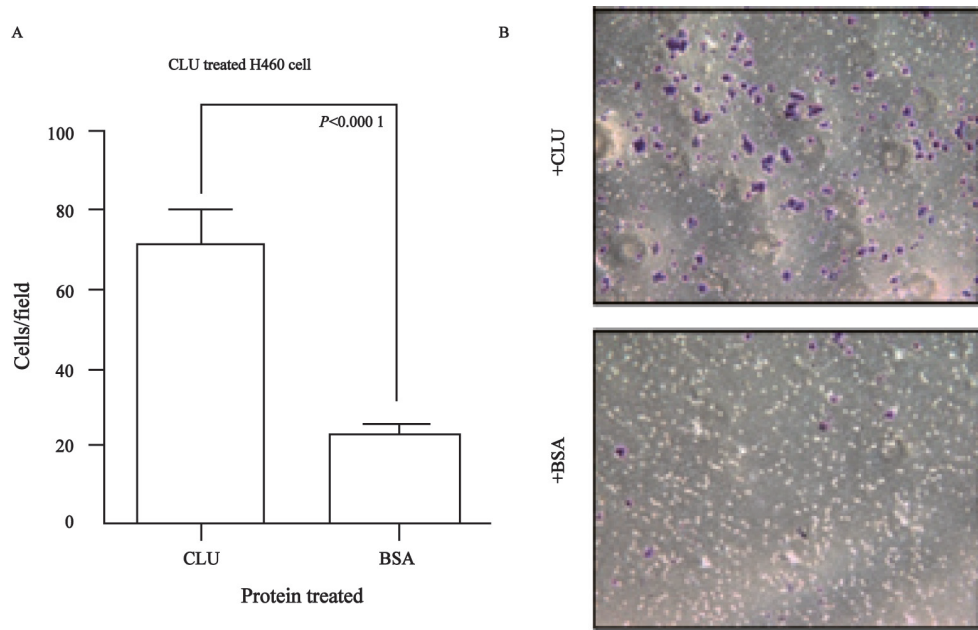 A
CLU treated H460 cell
P<0.000 1
100
80
60
40
20
0
Cells/field
CLU
BSA
Protein treated
B
+CLU
+BSA